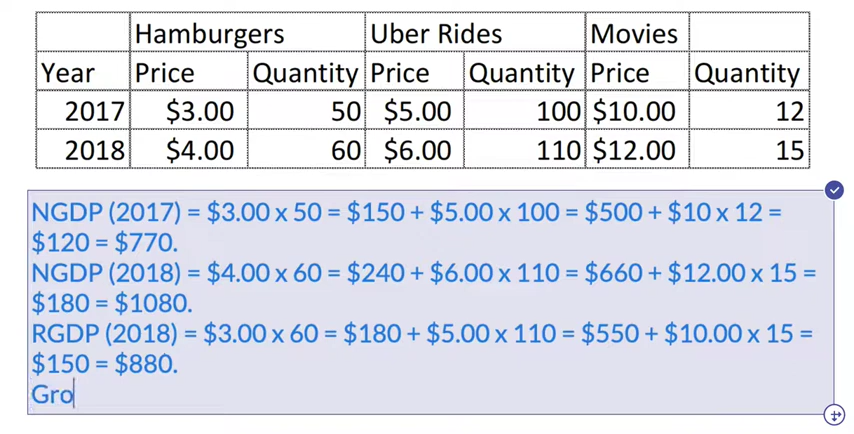 Hamburgers Uber Rides Movies
Year Price Quantity Price Quantity Price Quantity
2017 $3.00 50 $5.00 100 $10.00 12
2018 $4.00 60 $6.00 110 $12.00 15
NGDP (2017) = $3.00 x 50 = $150 + $5.00 x 100 = $500 + $10 x 12 =
$120 = $770.
NGDP (2018) = $4.00 x 60 = $240 + $6.00 x 110 = $660 + $12.00 x 15 =
$180 = $1080.
RGDP (2018) = $3.00 x 60 = $180 + $5.00 x 110 = $550 + $10.00 x 15 =
$150 = $880.
Gro